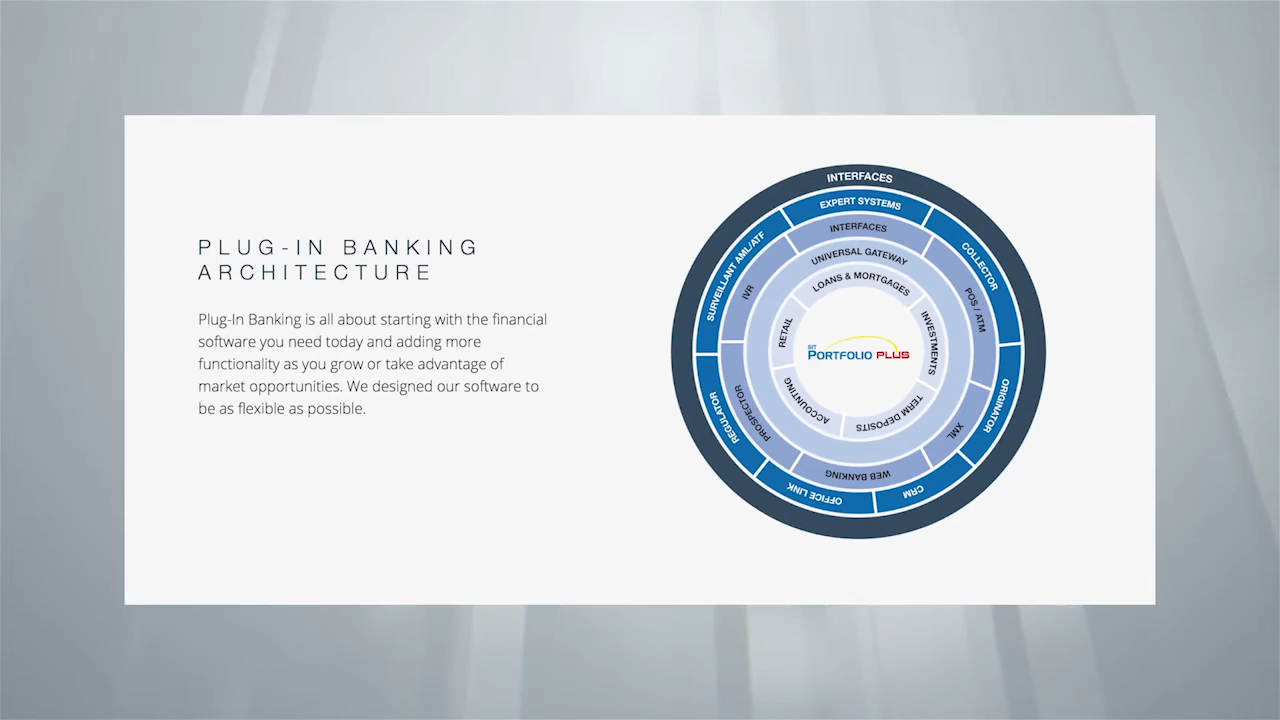 PLUG-IN BANKING
ARCHITECTURE
Plug-In Banking is all about starting with the financial
software you need today and adding more
functionality as you grow or take advantage of
market opportunities. We designed our software to
be as flexible as possible.
INTERFACES
EXPERT SYSTEMS
COLLECTOR
ORIGINATOR
CRM
OFFICE LINK
REGULATOR
SURVEILLANT AML/ATF
INTERFACES
POS / ATM
XML
WEB BANKING
PROSPECTOR
IVR
UNIVERSAL GATEWAY
LOANS & MORTGAGES
INVESTMENTS
TERM DEPOSITS
ACCOUNTING
RETAIL
SIT
PORTFOLIO PLUS